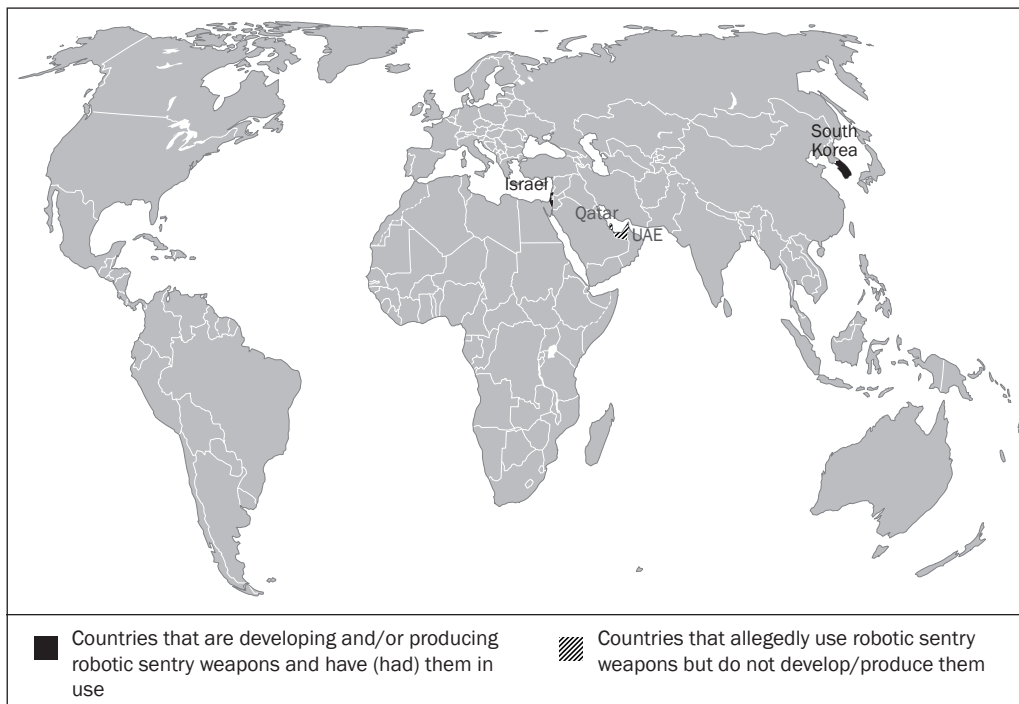 South
Korea
Israel
Qatar
UAE
Countries that are developing and/or producing
robotic sentry weapons and have (had) them in
use
Countries that allegedly use robotic sentry
weapons but do not develop/produce them